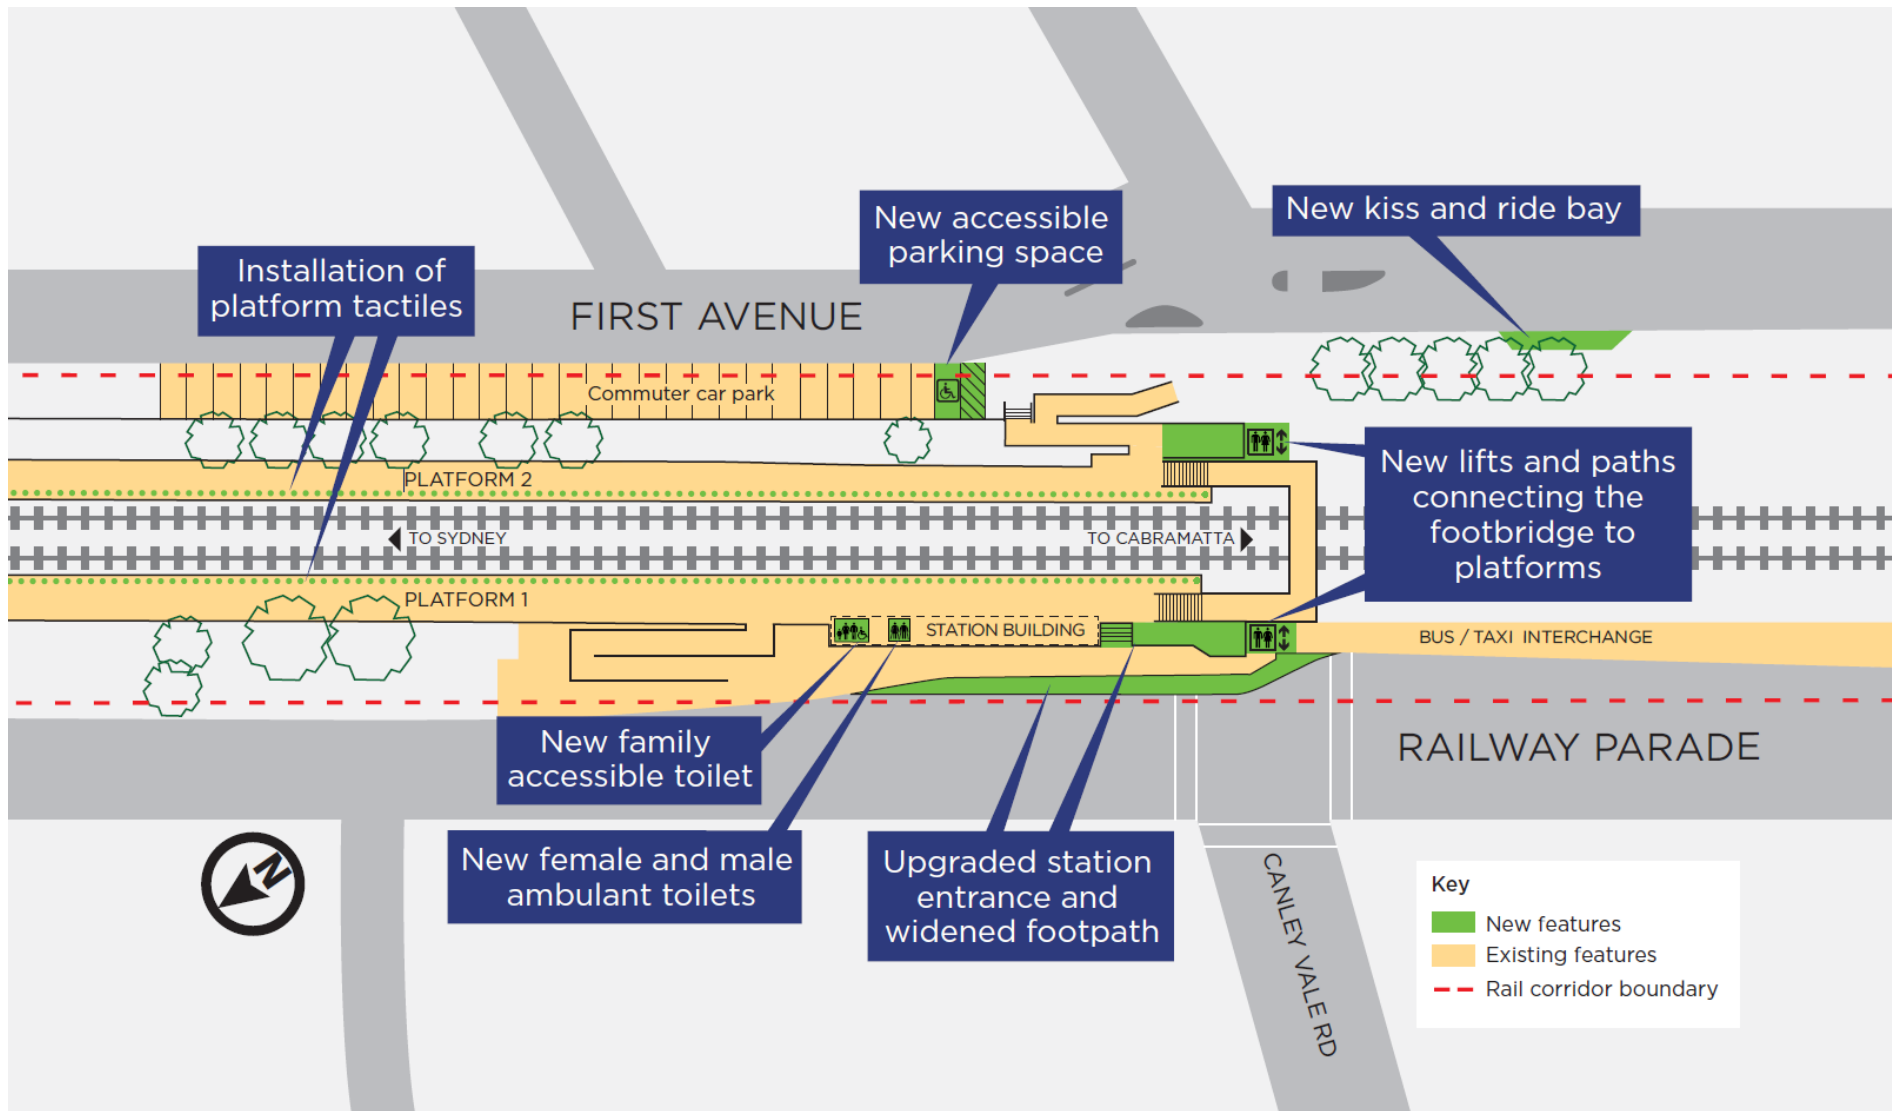 New accessible
parking space
New kiss and ride bay
Installation of
platform tactiles
FIRST AVENUE
Commuter car park
New lifts and paths
connecting the
footbridge to
platforms
PLATFORM 2
TO SYDNEY
TO CABRAMATTA
PLATFORM 1
STATION BUILDING
BUS / TAXI INTERCHANGE
New family
accessible toilet
RAILWAY PARADE
New female and male
ambulant toilets
Upgraded station
entrance and
widened footpath
N
CANLEY VALE RD
Key
New features
Existing features
Rail corridor boundary